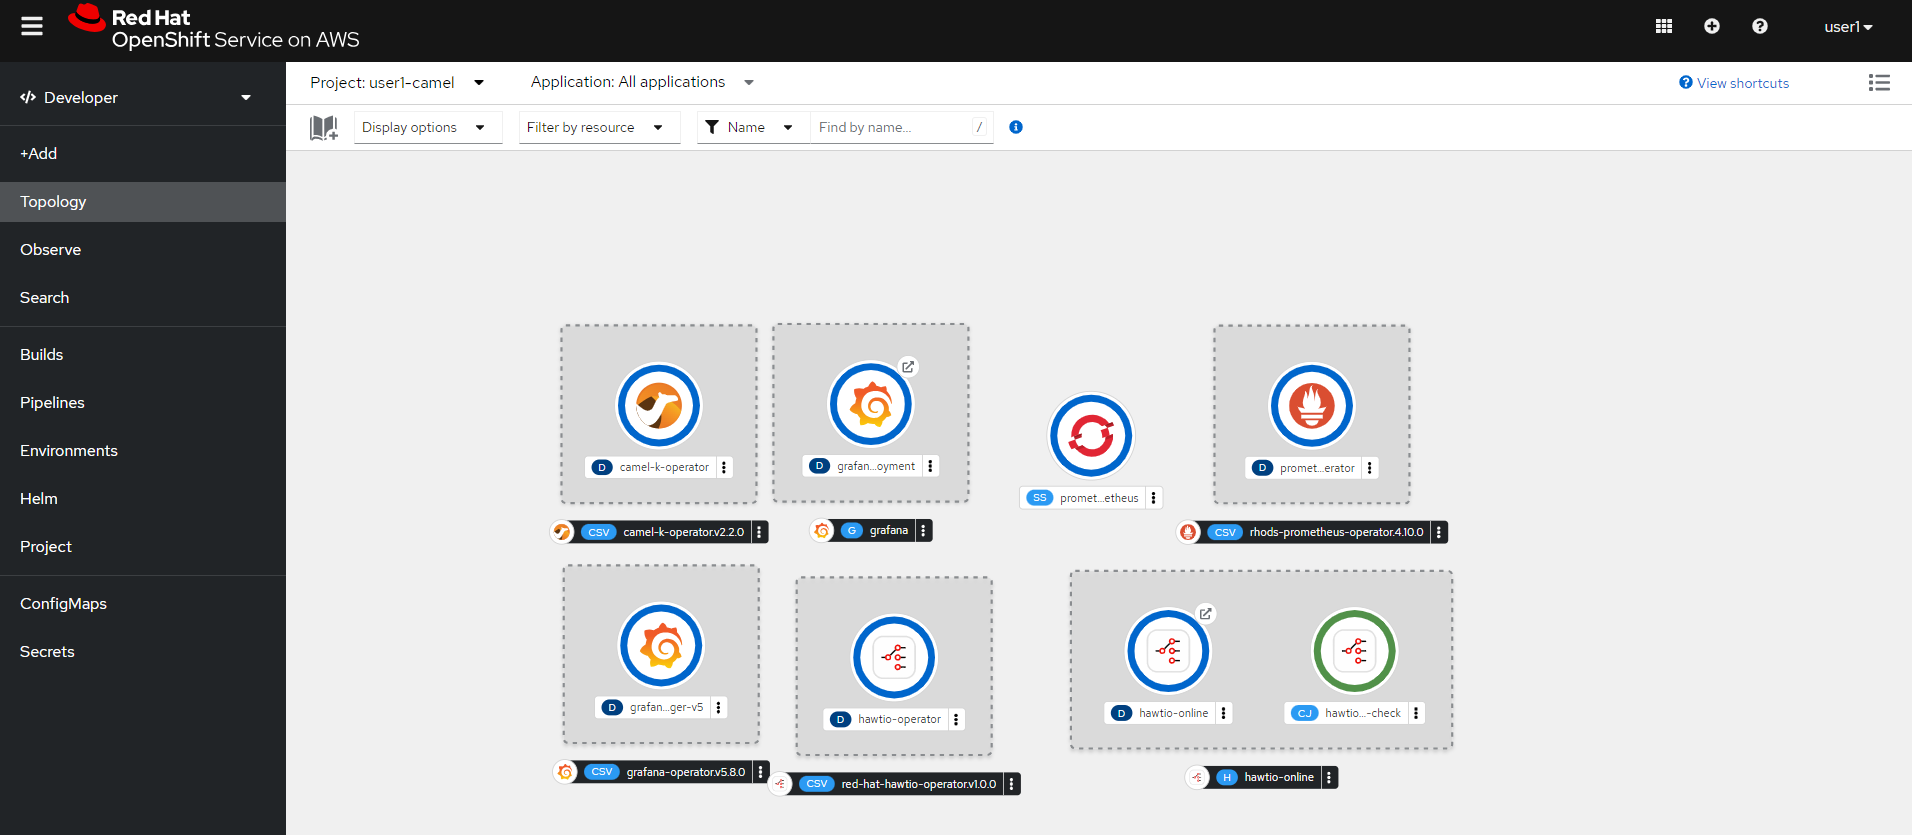 Red Hat
OpenShift Service on AWS
user1
Developer
+Add
Topology
Observe
Search
Builds
Pipelines
Environments
Helm
Project
ConfigMaps
Secrets
Project: user1-camel
Application: All applications
View shortcuts
Display options
Filter by resource
Name
Find by name...
/
D camel-k-operator
CSV camel-k-operator.v2.2.0
D grafan...oyment
G grafana
SS promet...etheus
D promet...erator
CSV rhods-prometheus-operator.4.10.0
D grafan...ger-v5
CSV grafana-operator.v5.8.0
D hawtio-operator
CSV red-hat-hawtio-operator.v1.0.0
D hawtio-online
CJ hawtio...-check
H hawtio-online